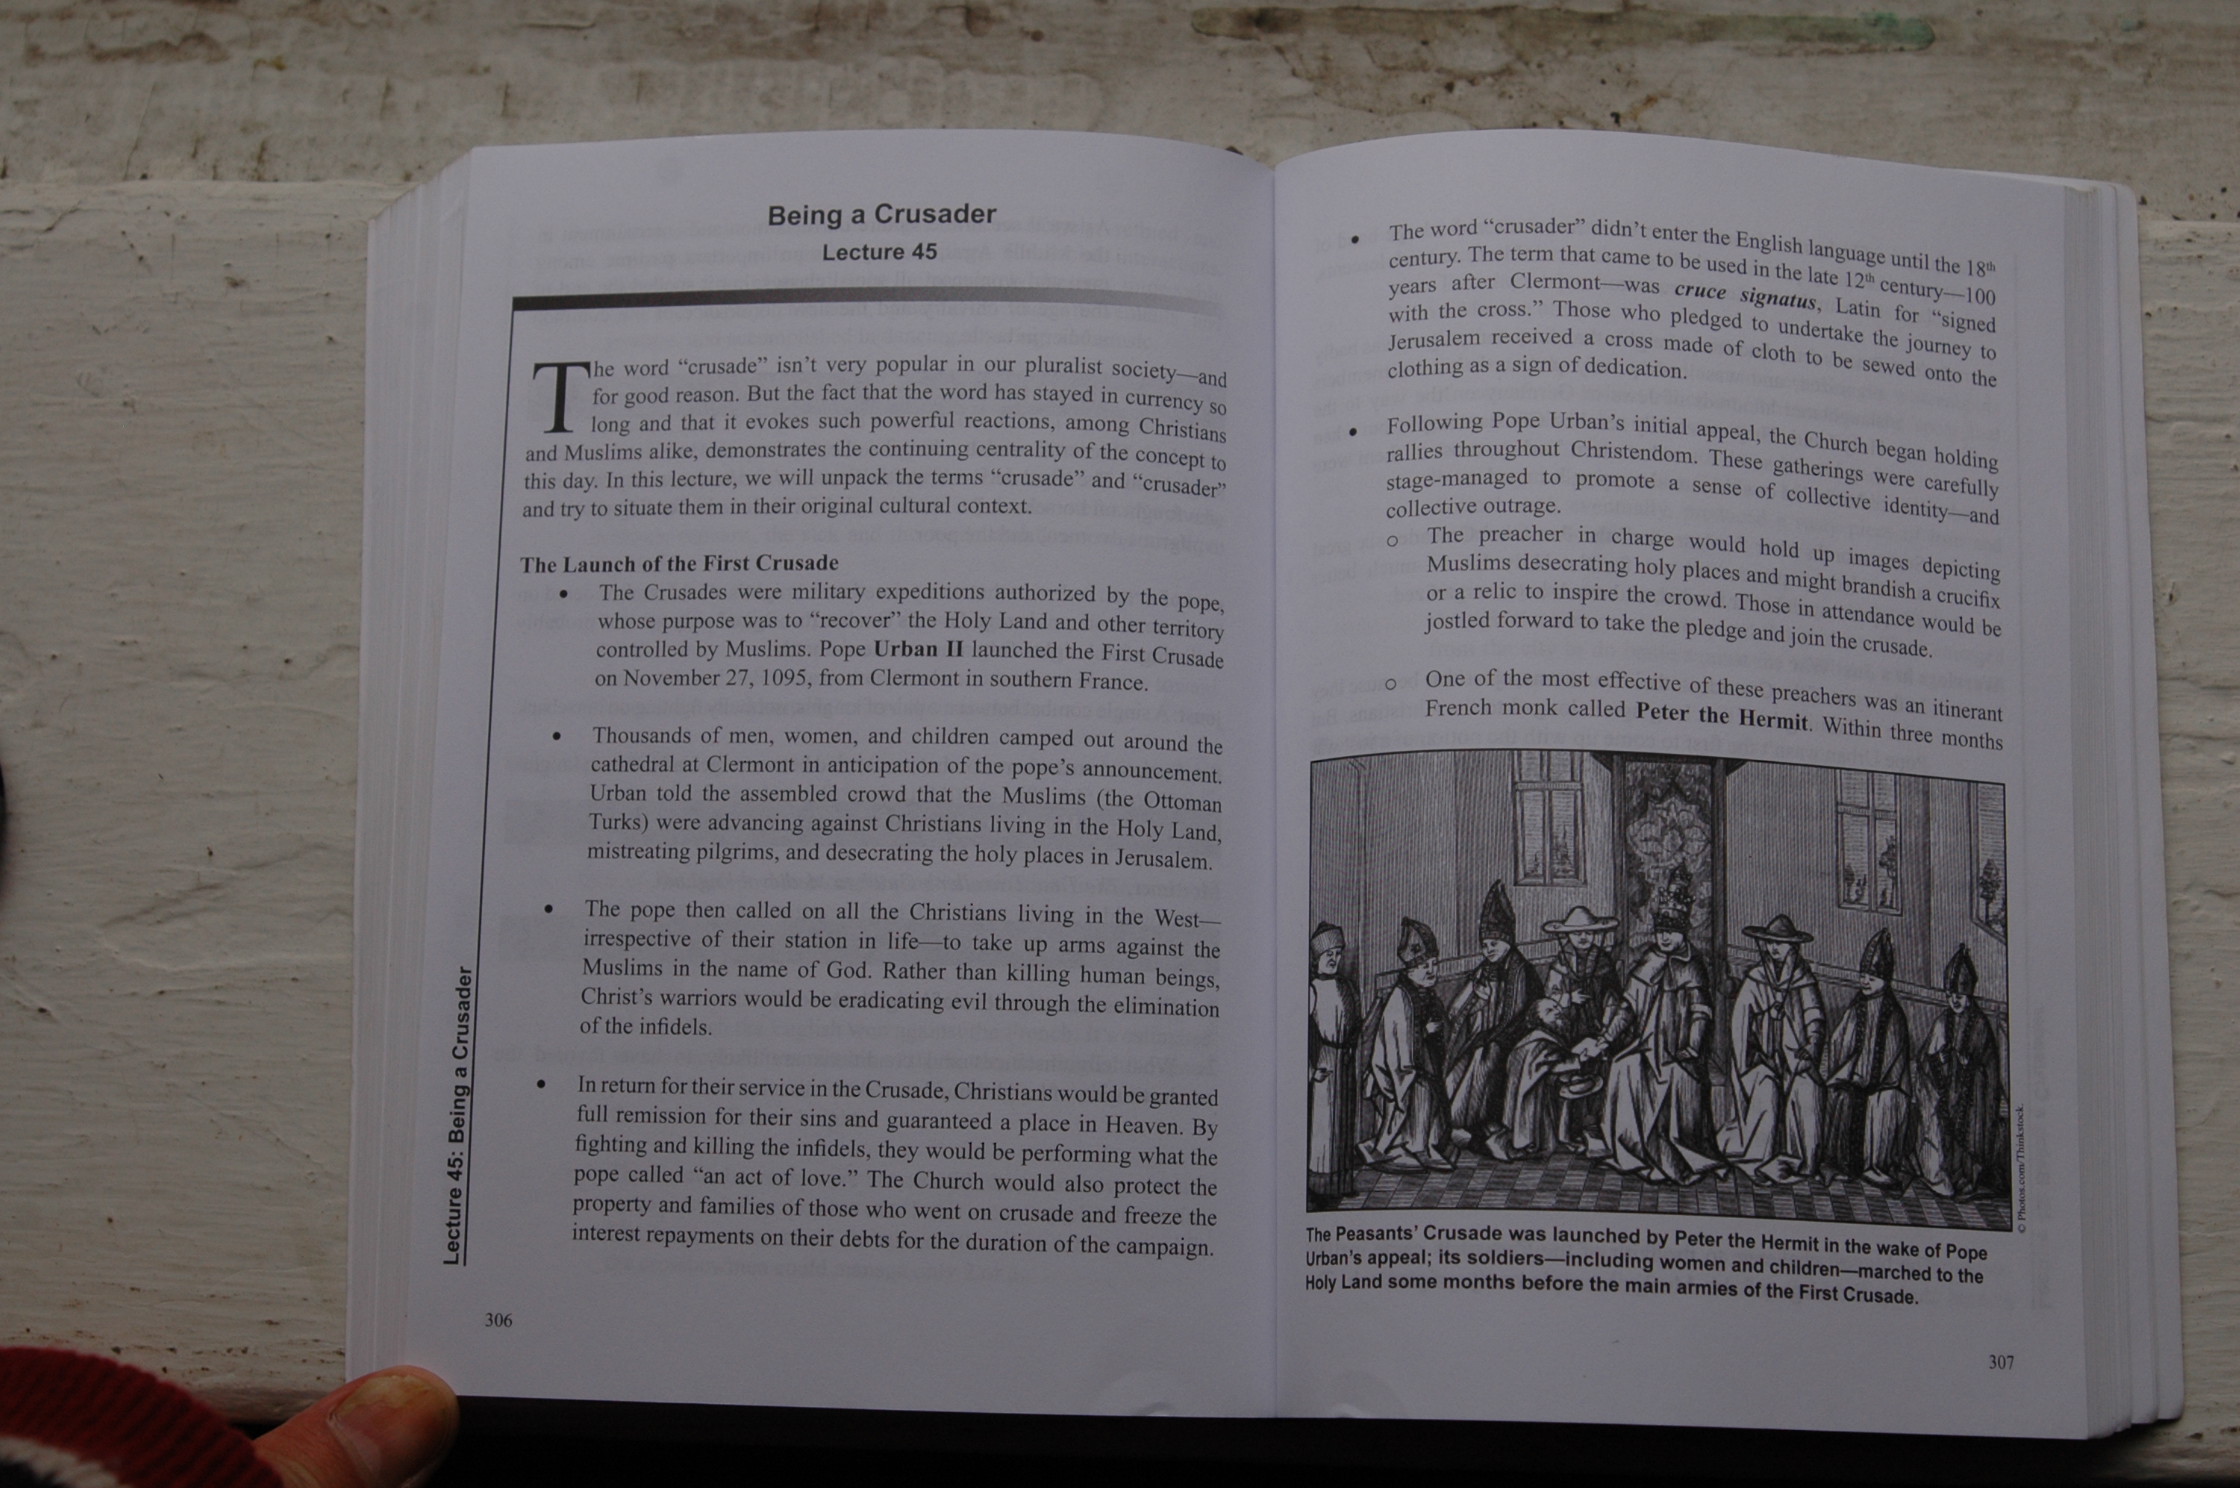 Being a Crusader
Lecture 45
The word “crusade” isn’t very popular in our pluralist society—and
for good reason. But the fact that the word has stayed in currency so
long and that it evokes such powerful reactions, among Christians
and Muslims alike, demonstrates the continuing centrality of the concept to
this day. In this lecture, we will unpack the terms “crusade” and “crusader”
and try to situate them in their original cultural context.
The Launch of the First Crusade
• The Crusades were military expeditions authorized by the pope,
whose purpose was to “recover” the Holy Land and other territory
controlled by Muslims. Pope Urban II launched the First Crusade
on November 27, 1095, from Clermont in southern France.
• Thousands of men, women, and children camped out around the
cathedral at Clermont in anticipation of the pope’s announcement.
Urban told the assembled crowd that the Muslims (the Ottoman
Turks) were advancing against Christians living in the Holy Land,
mistreating pilgrims, and desecrating the holy places in Jerusalem.
• The pope then called on all the Christians living in the West—
irrespective of their station in life—to take up arms against the
Muslims in the name of God. Rather than killing human beings,
Christ’s warriors would be eradicating evil through the elimination
of the infidels.
• In return for their service in the Crusade, Christians would be granted
full remission for their sins and guaranteed a place in Heaven. By
fighting and killing the infidels, they would be performing what the
pope called “an act of love.” The Church would also protect the
property and families of those who went on crusade and freeze the
interest repayments on their debts for the duration of the campaign.
Lecture 45: Being a Crusader
306
• The word “crusader” didn’t enter the English language until the 18th
century. The term that came to be used in the late 12th century—100
years after Clermont—was cruce signatus, Latin for “signed
with the cross.” Those who pledged to undertake the journey to
Jerusalem received a cross made of cloth to be sewed onto the
clothing as a sign of dedication.
• Following Pope Urban’s initial appeal, the Church began holding
rallies throughout Christendom. These gatherings were carefully
stage-managed to promote a sense of collective identity—and
collective outrage.
o The preacher in charge would hold up images depicting
Muslims desecrating holy places and might brandish a crucifix
or a relic to inspire the crowd. Those in attendance would be
jostled forward to take the pledge and join the crusade.
o One of the most effective of these preachers was an itinerant
French monk called Peter the Hermit. Within three months
© Photos.com/Thinkstock.
The Peasants’ Crusade was launched by Peter the Hermit in the wake of Pope
Urban’s appeal; its soldiers—including women and children—marched to the
Holy Land some months before the main armies of the First Crusade.
307